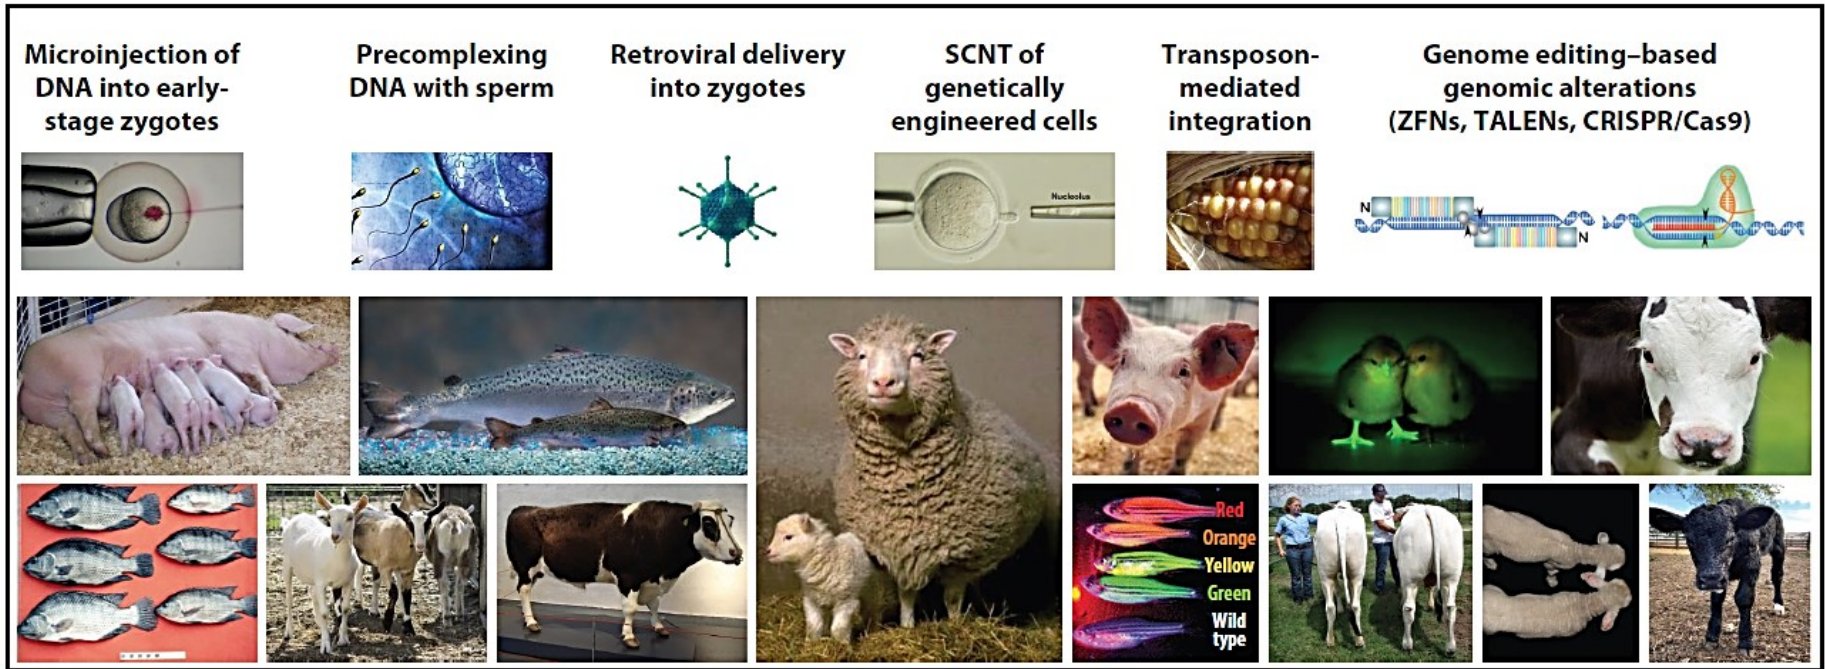 Microinjection of
DNA into early-
stage zygotes
Precomplexing
DNA with sperm
Retroviral delivery
into zygotes
SCNT of
genetically
engineered cells
Transposon-
mediated
integration
Genome editing–based
genomic alterations
(ZFNs, TALENs, CRISPR/Cas9)
Nucleolus
N
N
Red
Orange
Yellow
Green
Wild
type